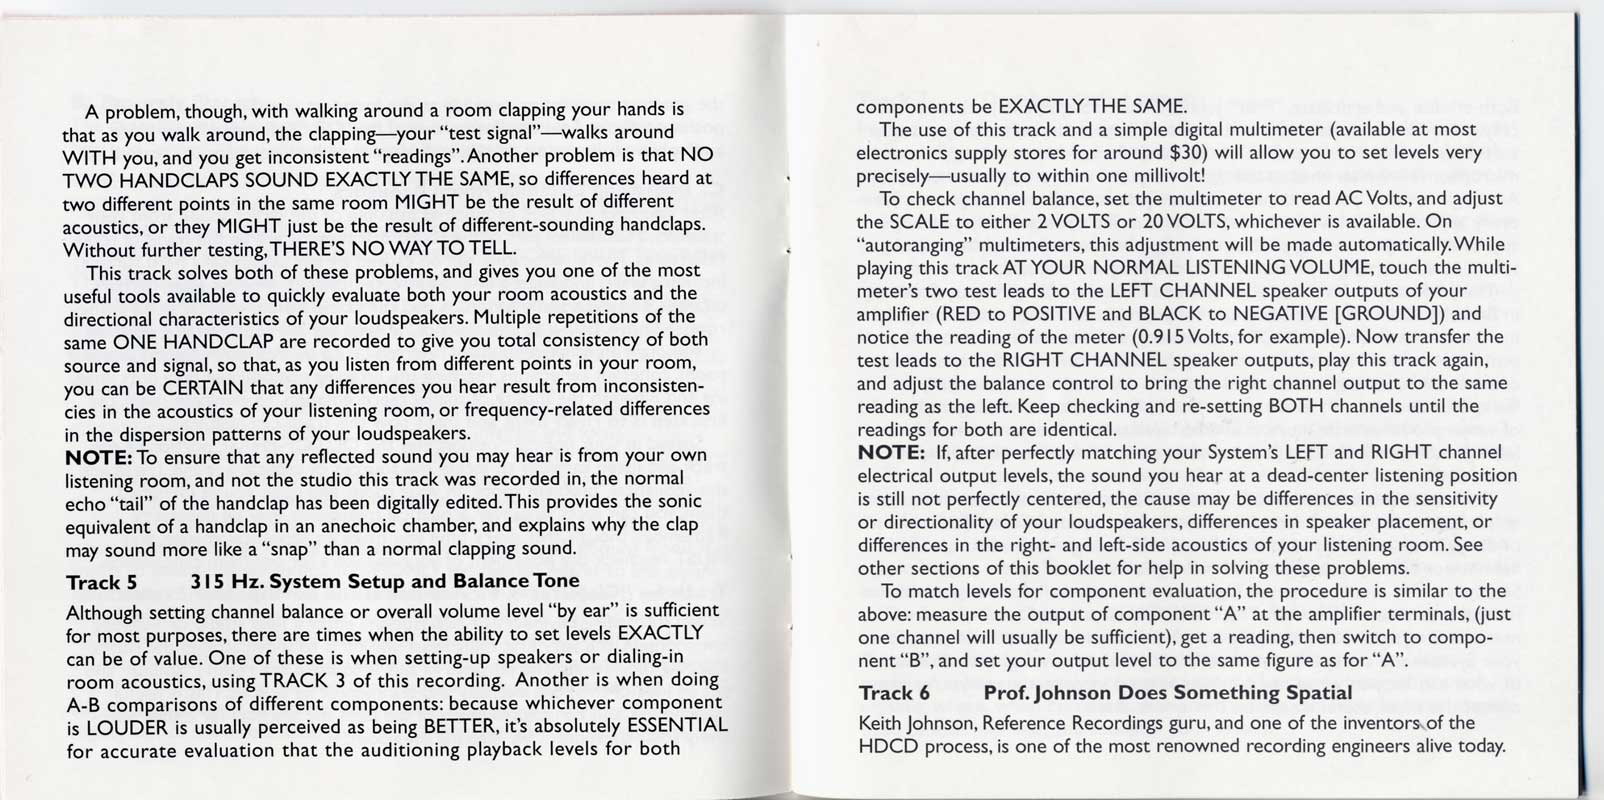 A problem, though, with walking around a room clapping your hands is
that as you walk around, the clapping—your "test signal"—walks around
WITH you, and you get inconsistent "readings". Another problem is that NO
TWO HANDCLAPS SOUND EXACTLY THE SAME, so differences heard at
two different points in the same room MIGHT be the result of different
acoustics, or they MIGHT just be the result of different-sounding handclaps.
Without further testing, THERE'S NO WAY TO TELL.
This track solves both of these problems, and gives you one of the most
useful tools available to quickly evaluate both your room acoustics and the
directional characteristics of your loudspeakers. Multiple repetitions of the
same ONE HANDCLAP are recorded to give you total consistency of both
source and signal, so that, as you listen from different points in your room,
you can be CERTAIN that any differences you hear result from inconsisten-
cies in the acoustics of your listening room, or frequency-related differences
in the dispersion patterns of your loudspeakers.
NOTE: To ensure that any reflected sound you may hear is from your own
listening room, and not the studio this track was recorded in, the normal
echo "tail" of the handclap has been digitally edited. This provides the sonic
equivalent of a handclap in an anechoic chamber, and explains why the clap
may sound more like a "snap" than a normal clapping sound.
Track 5 315 Hz. System Setup and Balance Tone
Although setting channel balance or overall volume level "by ear" is sufficient
for most purposes, there are times when the ability to set levels EXACTLY
can be of value. One of these is when setting-up speakers or dialing-in
room acoustics, using TRACK 3 of this recording. Another is when doing
A-B comparisons of different components: because whichever component
is LOUDER is usually perceived as being BETTER, it's absolutely ESSENTIAL
for accurate evaluation that the auditioning playback levels for both
components be EXACTLY THE SAME.
The use of this track and a simple digital multimeter (available at most
electronics supply stores for around $30) will allow you to set levels very
precisely—usually to within one millivolt!
To check channel balance, set the multimeter to read AC Volts, and adjust
the SCALE to either 2 VOLTS or 20 VOLTS, whichever is available. On
"autoranging" multimeters, this adjustment will be made automatically. While
playing this track AT YOUR NORMAL LISTENING VOLUME, touch the multi-
meter's two test leads to the LEFT CHANNEL speaker outputs of your
amplifier (RED to POSITIVE and BLACK to NEGATIVE [GROUND]) and
notice the reading of the meter (0.915 Volts, for example). Now transfer the
test leads to the RIGHT CHANNEL speaker outputs, play this track again,
and adjust the balance control to bring the right channel output to the same
reading as the left. Keep checking and re-setting BOTH channels until the
readings for both are identical.
NOTE: If, after perfectly matching your System's LEFT and RIGHT channel
electrical output levels, the sound you hear at a dead-center listening position
is still not perfectly centered, the cause may be differences in the sensitivity
or directionality of your loudspeakers, differences in speaker placement, or
differences in the right- and left-side acoustics of your listening room. See
other sections of this booklet for help in solving these problems.
To match levels for component evaluation, the procedure is similar to the
above: measure the output of component "A" at the amplifier terminals, (just
one channel will usually be sufficient), get a reading, then switch to compo-
nent "B", and set your output level to the same figure as for "A".
Track 6 Prof. Johnson Does Something Spatial
Keith Johnson, Reference Recordings guru, and one of the inventors of the
HDCD process, is one of the most renowned recording engineers alive today.